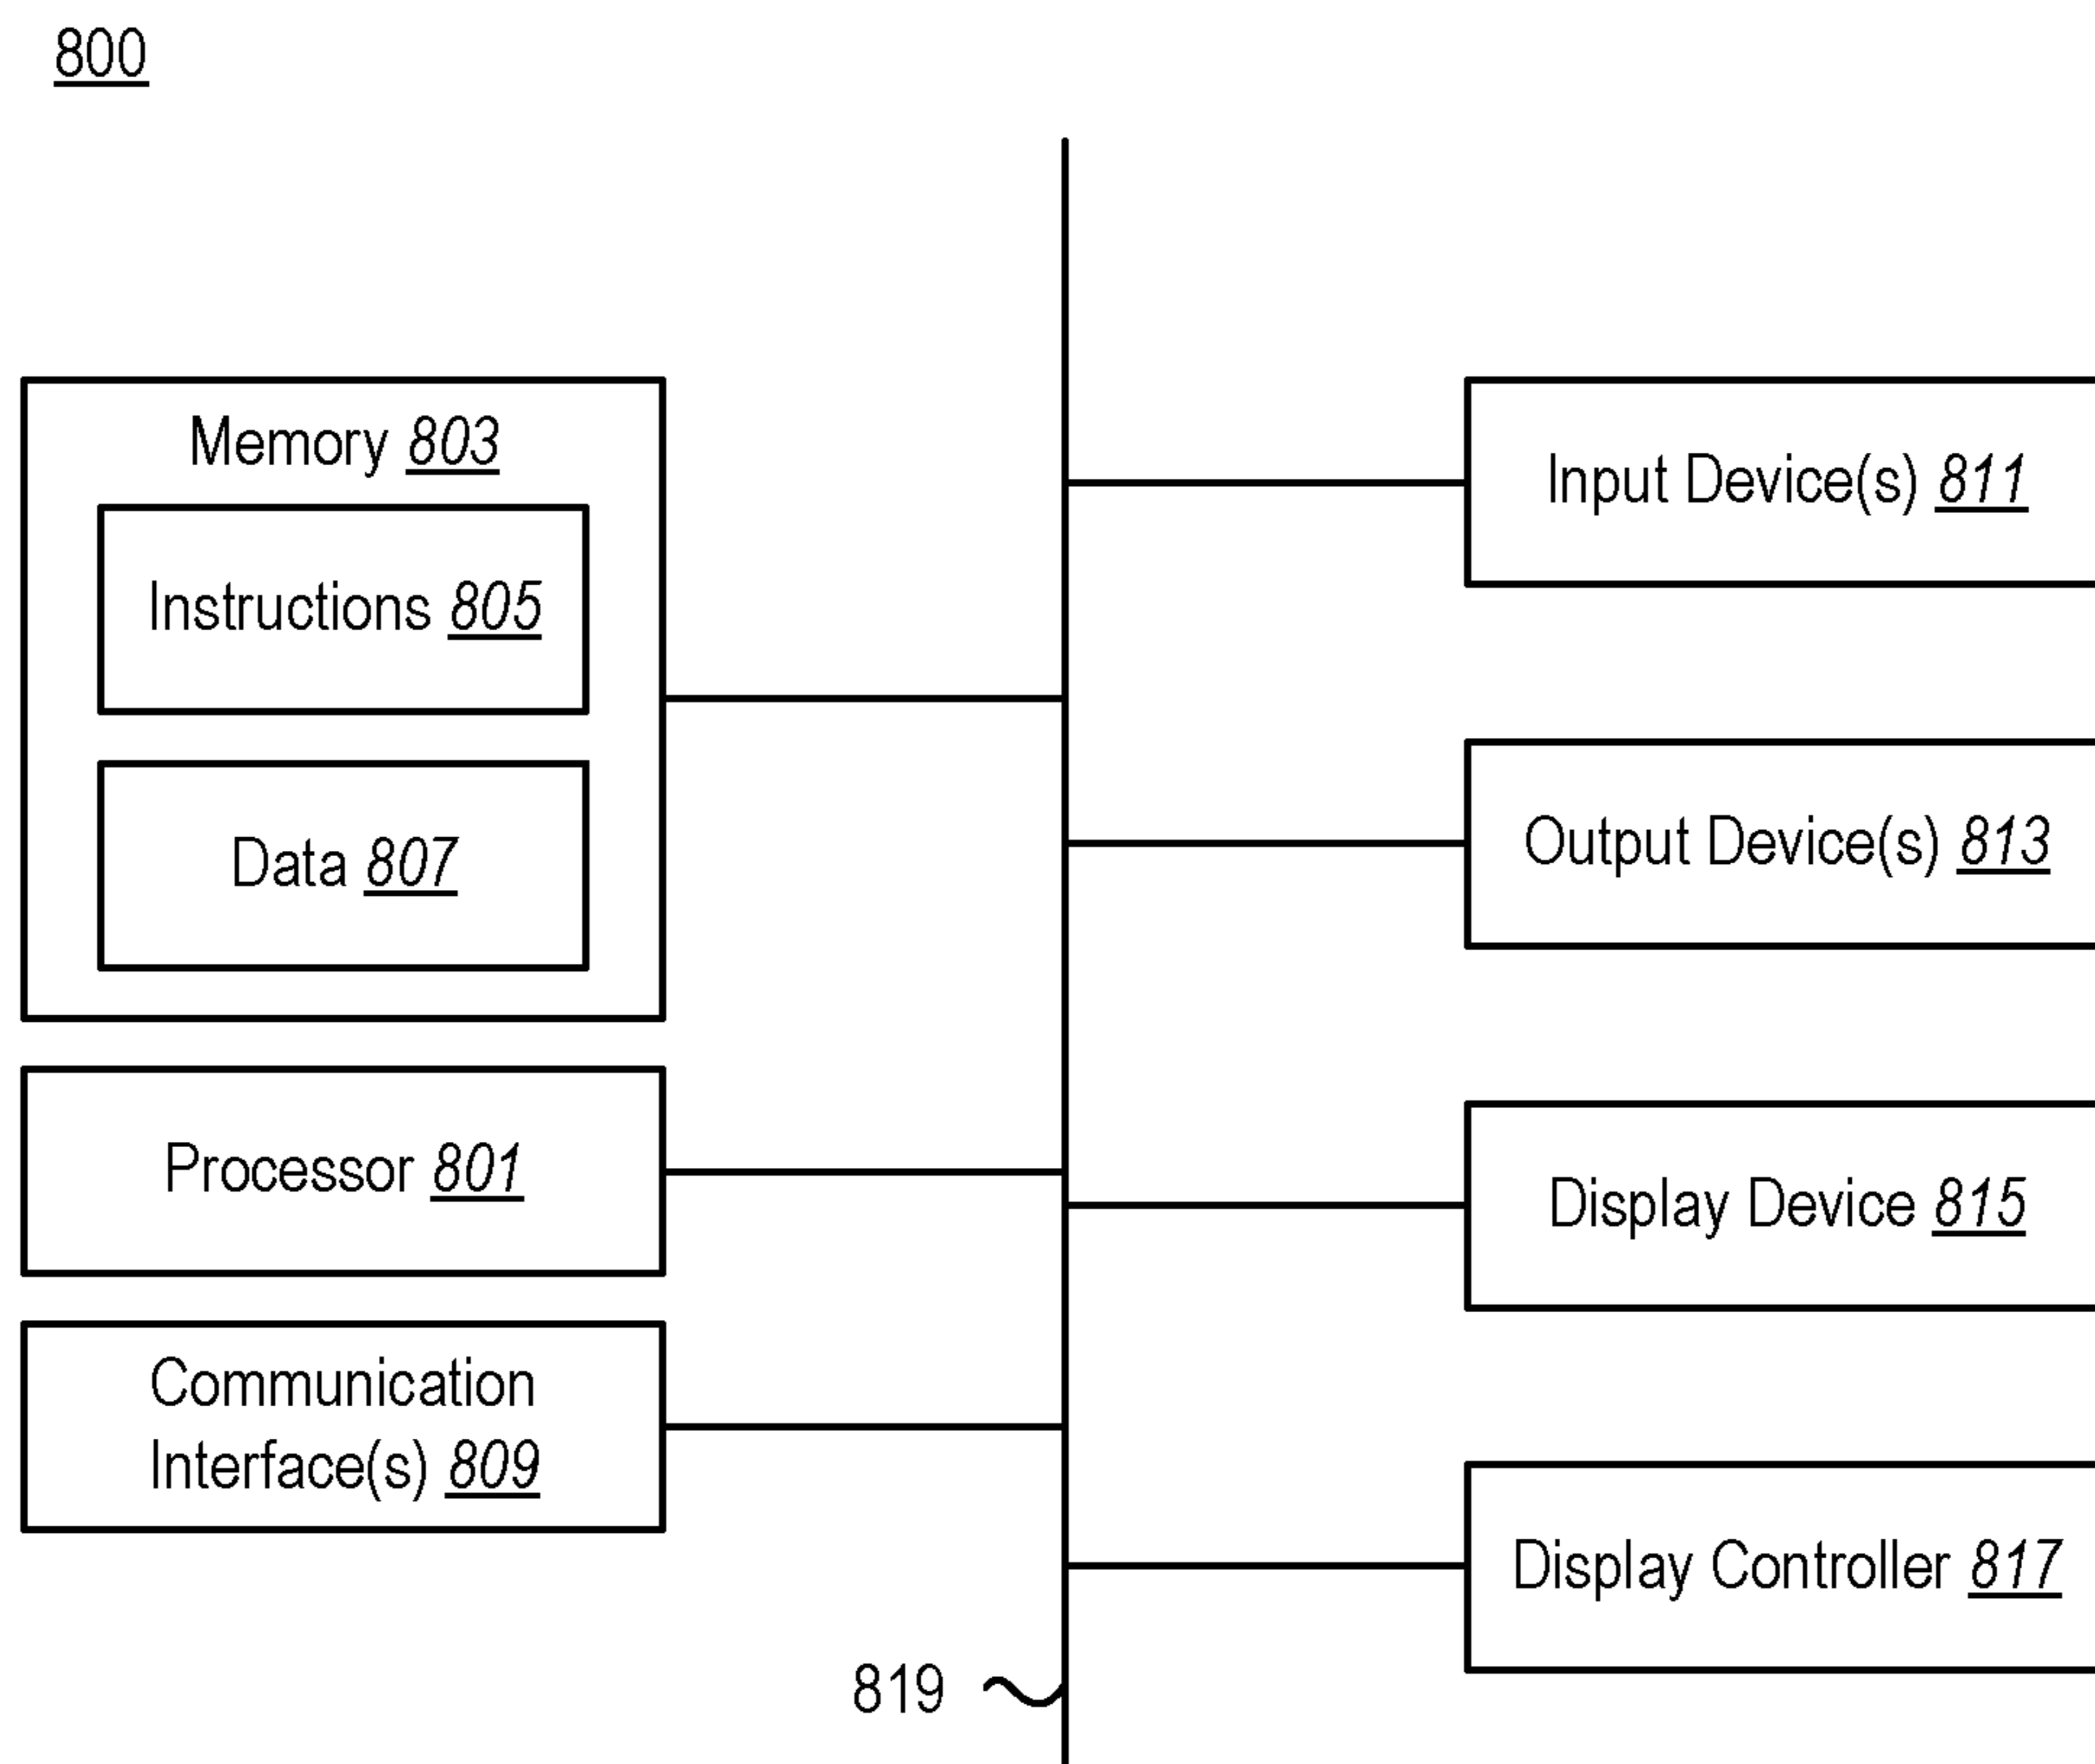 800
Memory 803
Instructions 805
Data 807
Processor 801
Communication
Interface(s) 809
Input Device(s) 811
Output Device(s) 813
Display Device 815
Display Controller 817
819